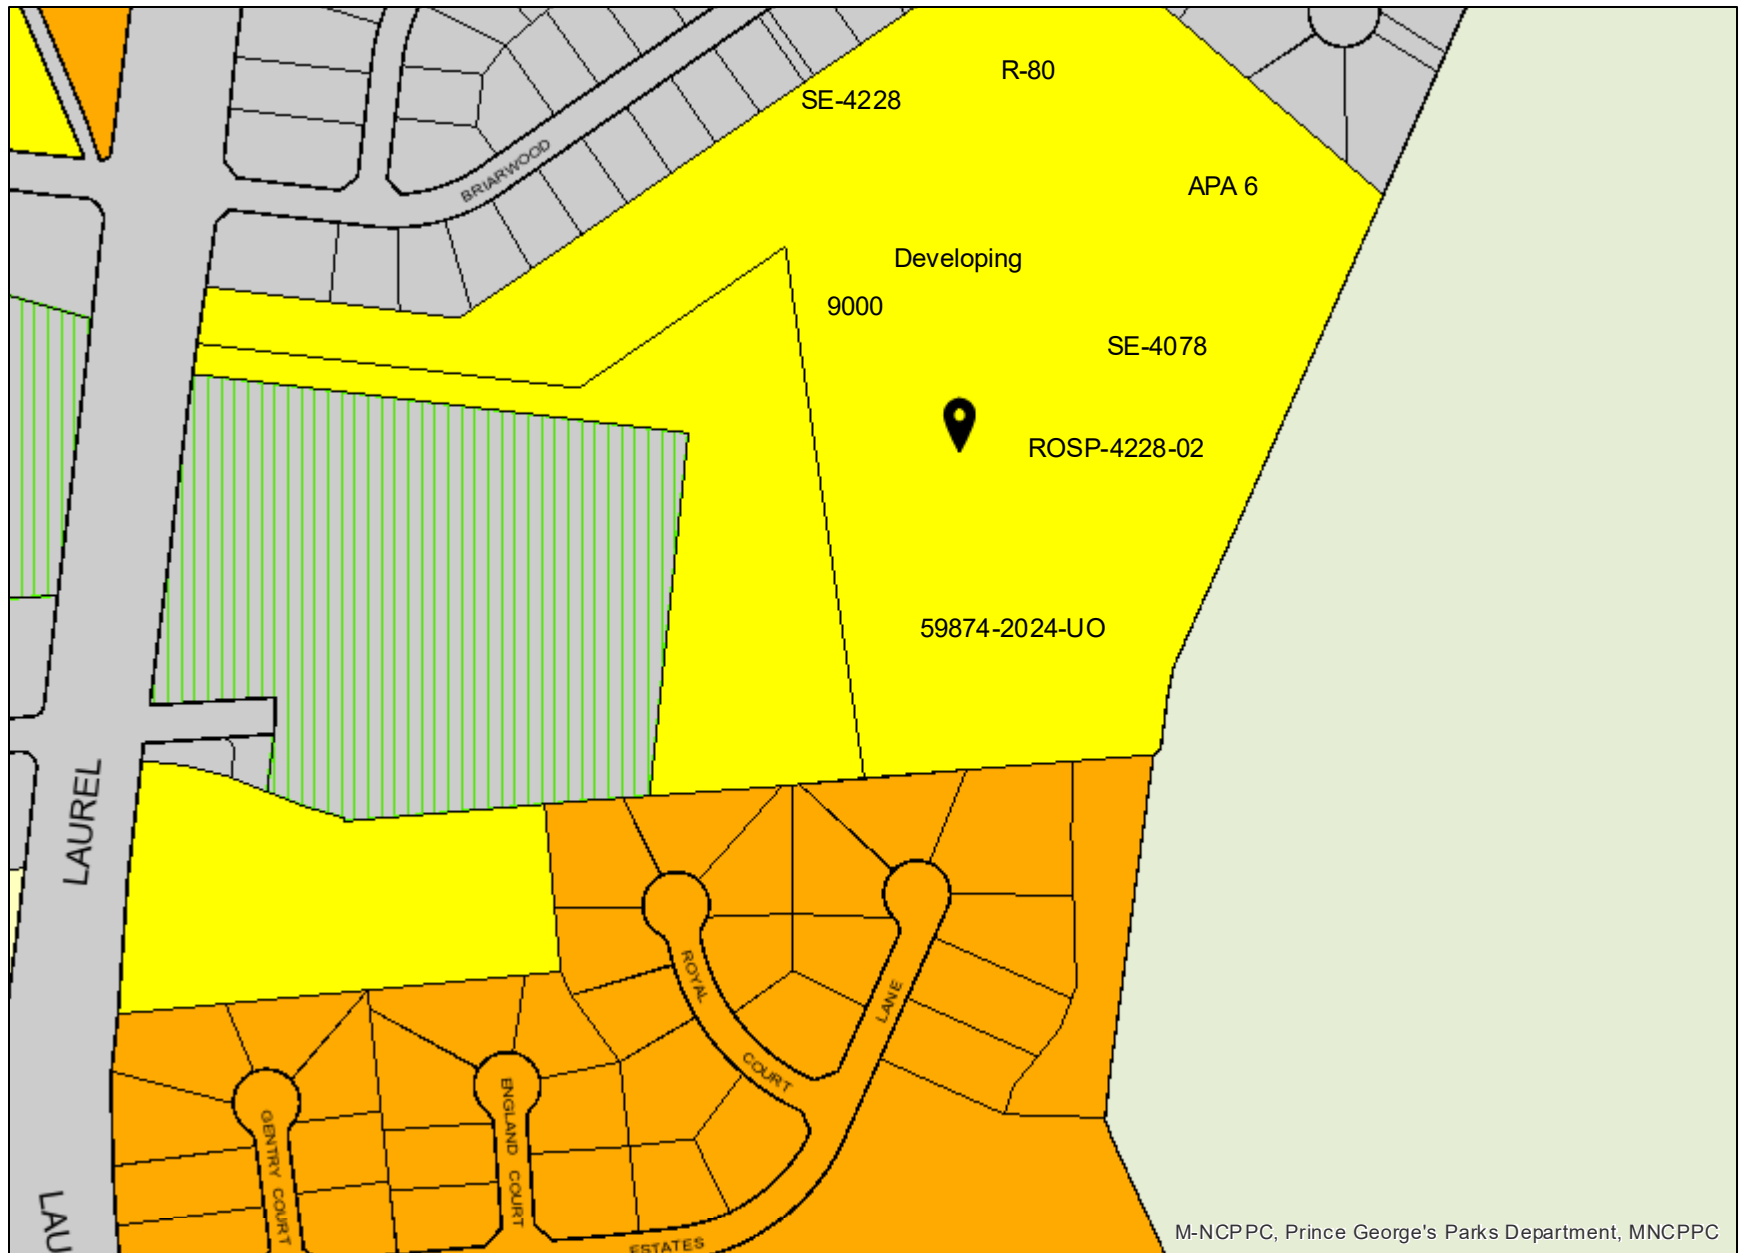 R-80
SE-4228
BRIARWOOD
APA 6
Developing
9000
SE-4078
ROSP-4228-02
59874-2024-UO
LAUREL
ROYAL
COURT
LANE
GENTRY COURT
ENGLAND COURT
LAU
ESTATES
M-NCPPC, Prince George's Parks Department, MNCPPC